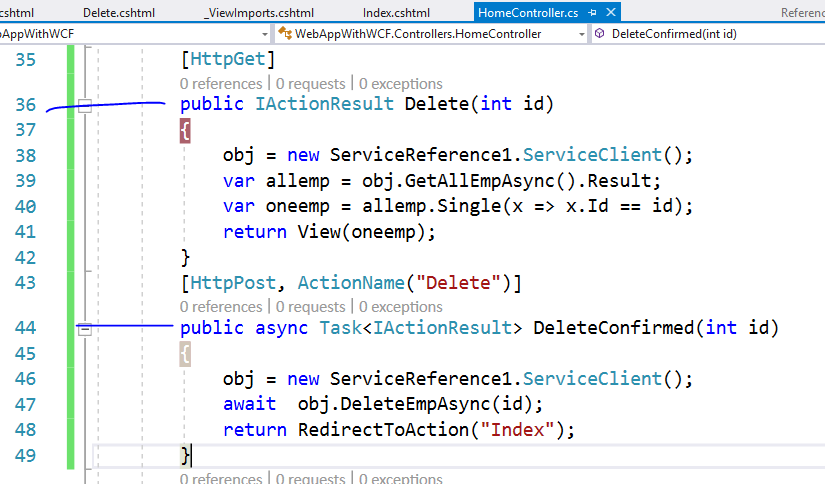 cshtml Delete.cshtml _ViewImports.cshtml Index.cshtml HomeController.cs Referenc
AppWithWCF WebAppWithWCF.Controllers.HomeController DeleteConfirmed(int id)
35 [HttpGet]
0 references | 0 requests | 0 exceptions
36 public IActionResult Delete(int id)
37 {
38 obj = new ServiceReference1.ServiceClient();
39 var allemp = obj.GetAllEmpAsync().Result;
40 var oneemp = allemp.Single(x => x.Id == id);
41 return View(oneemp);
42 }
43 [HttpPost, ActionName("Delete")]
0 references | 0 requests | 0 exceptions
44 public async Task<IActionResult> DeleteConfirmed(int id)
45 {
46 obj = new ServiceReference1.ServiceClient();
47 await  obj.DeleteEmpAsync(id);
48 return RedirectToAction("Index");
49 }
0 references | 0 requests | 0 exceptions